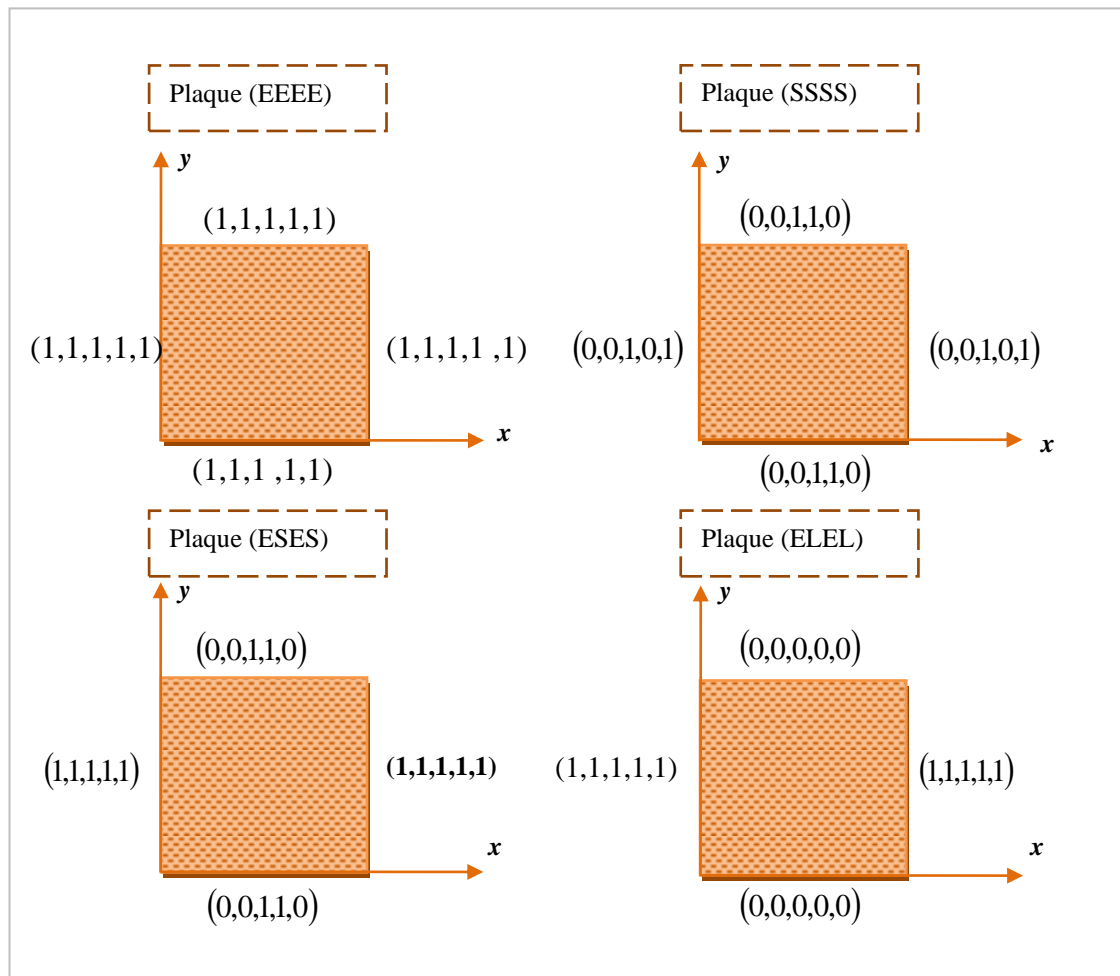 Plaque (EEEE)
Plaque (SSSS)
y
y
(1,1,1,1,1)
(0,0,1,1,0)
(1,1,1,1,1)
(1,1,1,1 ,1)
(0,0,1,0,1)
(0,0,1,0,1)
x
x
(1,1,1 ,1,1)
(0,0,1,1,0)
Plaque (ESES)
Plaque (ELEL)
y
y
(0,0,1,1,0)
(0,0,0,0,0)
(1,1,1,1,1)
(1,1,1,1,1)
(1,1,1,1,1)
(1,1,1,1,1)
x
x
(0,0,1,1,0)
(0,0,0,0,0)